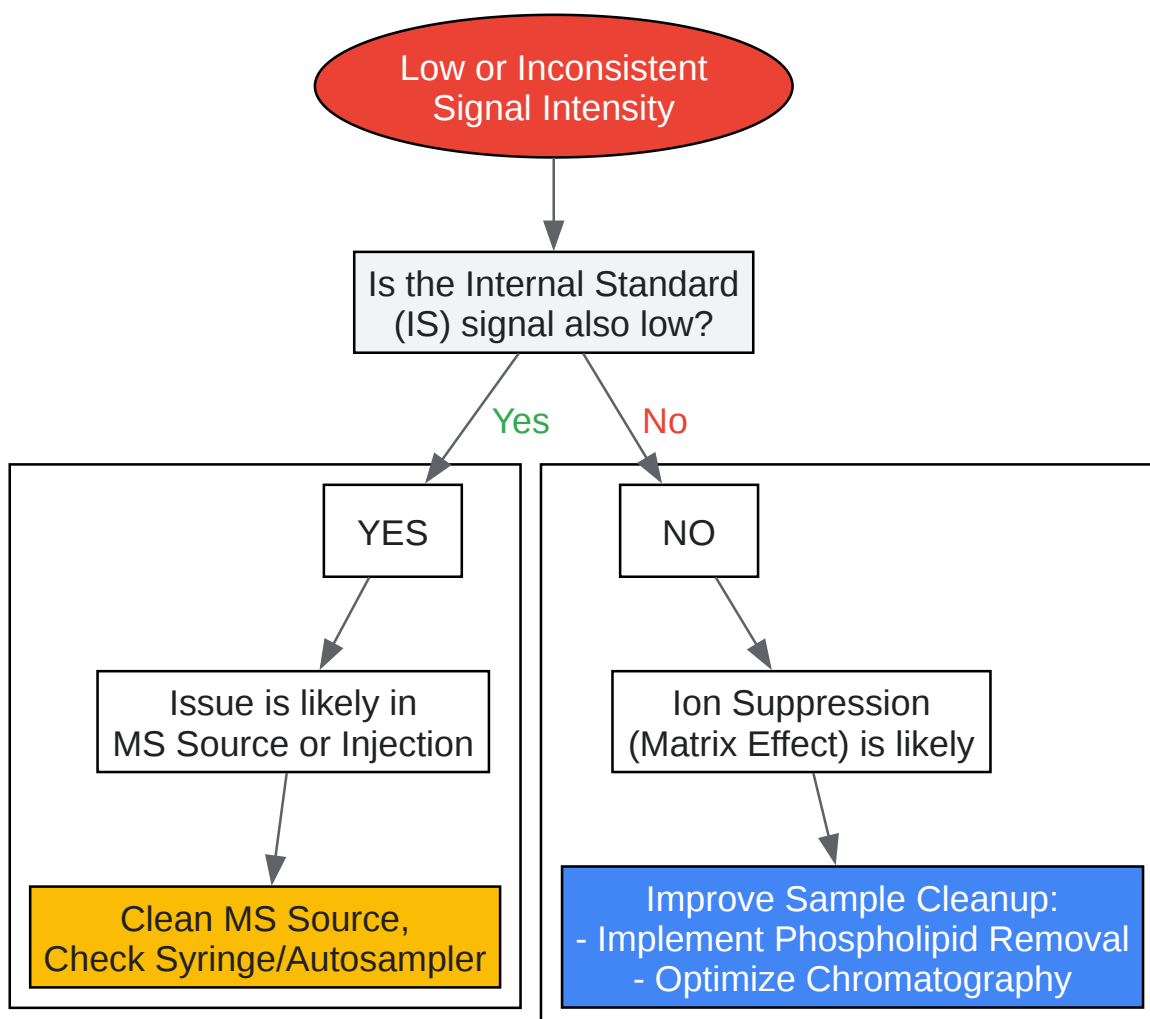 Low or Inconsistent
Signal Intensity
Is the Internal Standard
(IS) signal also low?
Yes
No
YES
NO
Issue is likely in
MS Source or Injection
Ion Suppression
(Matrix Effect) is likely
Clean MS Source,
Check Syringe/Autosampler
Improve Sample Cleanup:
- Implement Phospholipid Removal
- Optimize Chromatography